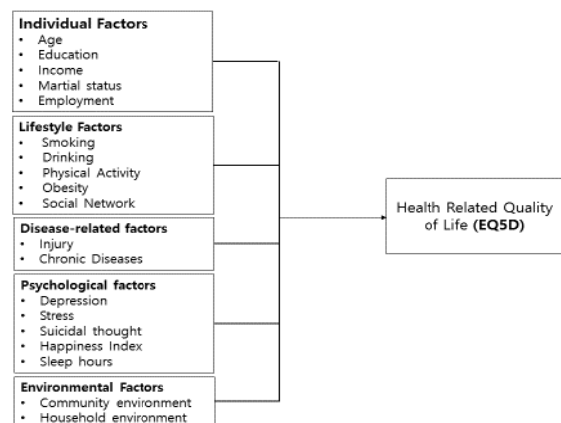 Individual Factors
• Age
• Education
• Income
• Martial status
• Employment
Lifestyle Factors
• Smoking
• Drinking
• Physical Activity
• Obesity
• Social Network
Disease-related factors
• Injury
• Chronic Diseases
Psychological factors
• Depression
• Stress
• Suicidal thought
• Happiness Index
• Sleep hours
Environmental Factors
• Community environment
• Household environment
Health Related Quality
of Life (EQ5D)